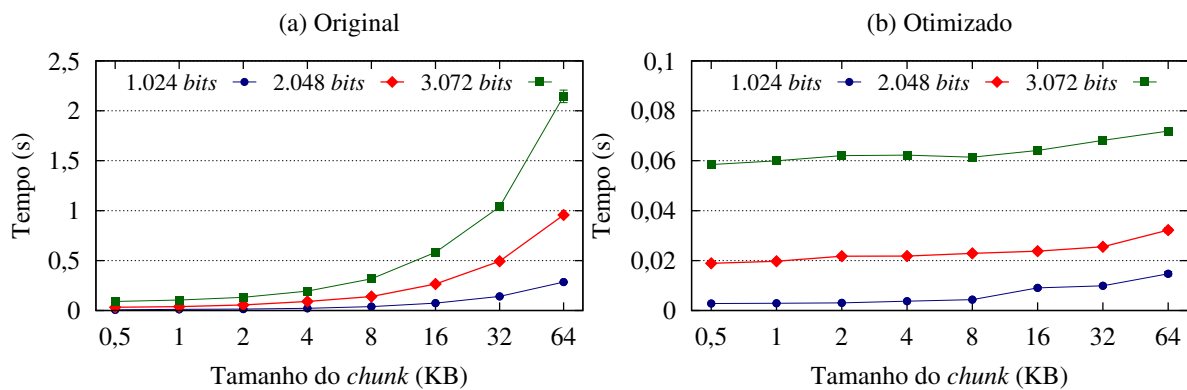 (a) Original
2,5
2
1,5
1
0,5
0
Tempo (s)
1.024 bits
2.048 bits
3.072 bits
0,5 1 2 4 8 16 32 64
Tamanho do chunk (KB)
(b) Otimizado
0,1
0,08
0,06
0,04
0,02
0
Tempo (s)
1.024 bits
2.048 bits
3.072 bits
0,5 1 2 4 8 16 32 64
Tamanho do chunk (KB)